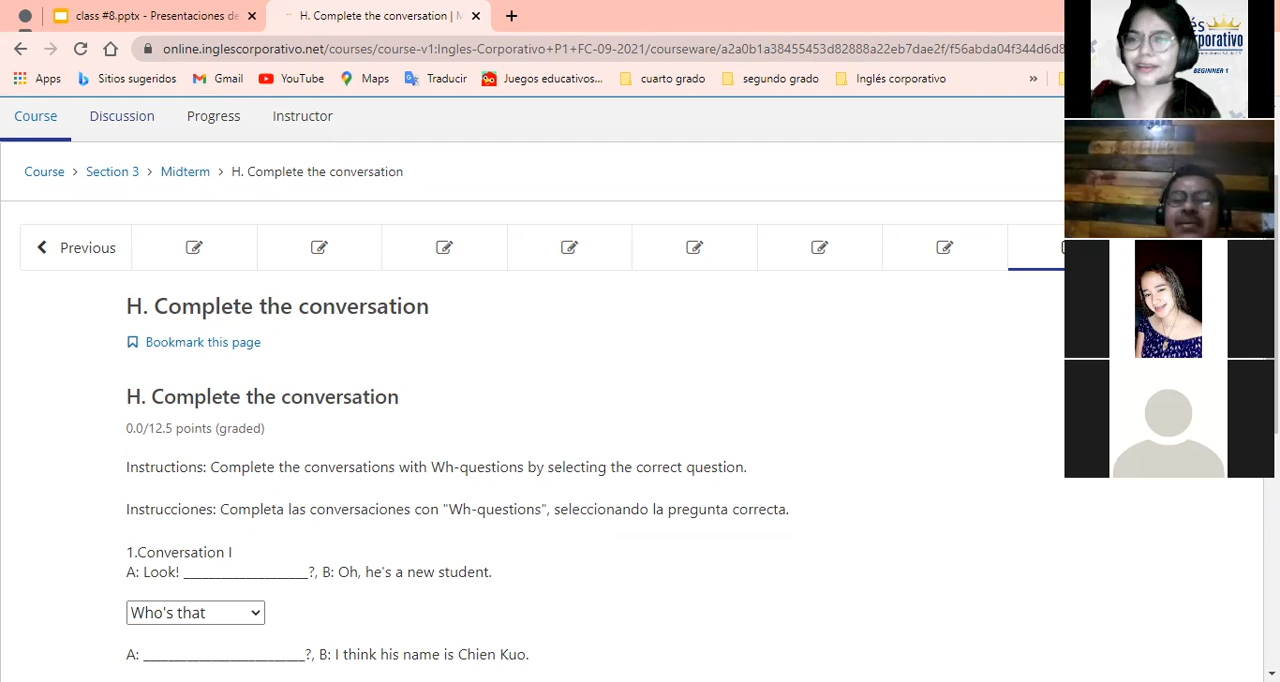 class #8.pptx - Presentaciones de
H. Complete the conversation | M
online.inglescorporativo.net/courses/course-v1:Ingles-Corporativo+P1+FC-09-2021/courseware/a2a0b1a38455453d82888a22eb7dae2f/f56abda04f344d6d8
Apps Sitios sugeridos Gmail YouTube Maps Traducir Juegos educativos... cuarto grado segundo grado Inglés corporativo »
BEGINNER 1
Course Discussion Progress Instructor
Course > Section 3 > Midterm > H. Complete the conversation
Previous
H. Complete the conversation
Bookmark this page
H. Complete the conversation
0.0/12.5 points (graded)
Instructions: Complete the conversations with Wh-questions by selecting the correct question.
Instrucciones: Completa las conversaciones con "Wh-questions", seleccionando la pregunta correcta.
1.Conversation I
A: Look! ___________________?, B: Oh, he's a new student.
Who's that
A: _________________________?, B: I think his name is Chien Kuo.